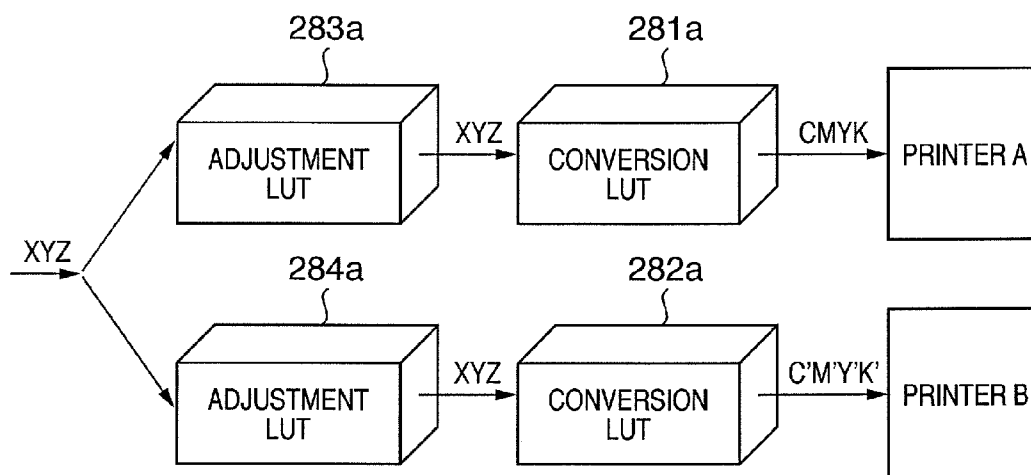 283a
281a
ADJUSTMENT
LUT
XYZ
CONVERSION
LUT
CMYK
PRINTER A
XYZ
284a
282a
ADJUSTMENT
LUT
XYZ
CONVERSION
LUT
C'M'Y'K'
PRINTER B